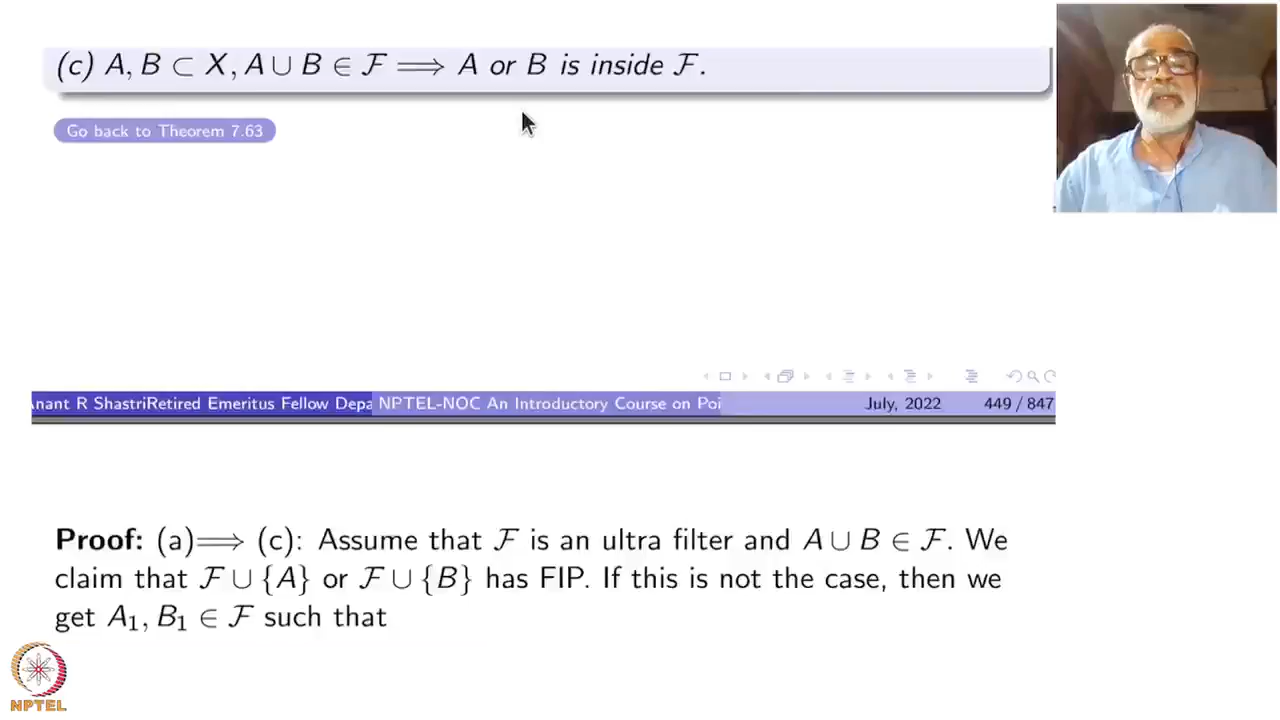 (c) A, B ⊂ X, A ∪ B ∈ ℱ ⟹ A or B is inside ℱ.
Go back to Theorem 7.63
nant R ShastriRetired Emeritus Fellow Depa NPTEL-NOC An Introductory Course on Poi July, 2022 449 / 847
Proof: (a)⟹ (c): Assume that ℱ is an ultra filter and A ∪ B ∈ ℱ. We
claim that ℱ ∪ {A} or ℱ ∪ {B} has FIP. If this is not the case, then we
get A₁, B₁ ∈ ℱ such that
NPTEL